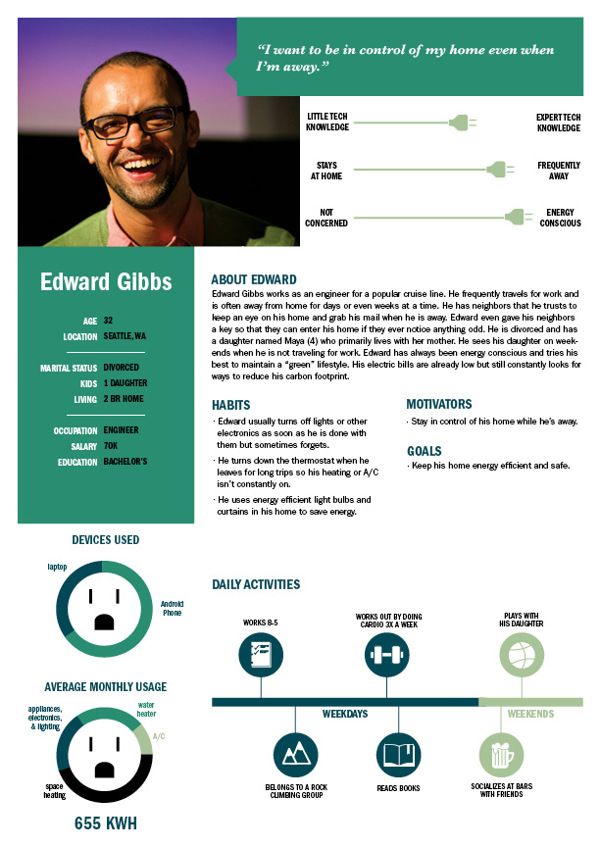 “I want to be in control of my home even when
I’m away.”
LITTLE TECH
KNOWLEDGE
EXPERT TECH
KNOWLEDGE
STAYS
AT HOME
FREQUENTLY
AWAY
NOT
CONCERNED
ENERGY
CONSCIOUS
Edward Gibbs
AGE 32
LOCATION SEATTLE, WA
MARITAL STATUS DIVORCED
KIDS 1 DAUGHTER
LIVING 2 BR HOME
OCCUPATION ENGINEER
SALARY 70K
EDUCATION BACHELOR'S
ABOUT EDWARD
Edward Gibbs works as an engineer for a popular cruise line. He frequently travels for work and
is often away from home for days or even weeks at a time. He has neighbors that he trusts to
keep an eye on his home and grab his mail when he is away. Edward even gave his neighbors
a key so that they can enter his home if they ever notice anything odd. He is divorced and has
a daughter named Maya (4) who primarily lives with her mother. He sees his daughter on week-
ends when he is not traveling for work. Edward has always been energy conscious and tries his
best to maintain a “green” lifestyle. His electric bills are already low but still constantly looks for
ways to reduce his carbon footprint.
HABITS
· Edward usually turns off lights or other
electronics as soon as he is done with
them but sometimes forgets.
· He turns down the thermostat when he
leaves for long trips so his heating or A/C
isn’t constantly on.
· He uses energy efficient light bulbs and
curtains in his home to save energy.
MOTIVATORS
· Stay in control of his home while he’s away.
GOALS
· Keep his home energy efficient and safe.
DEVICES USED
laptop
Android
Phone
AVERAGE MONTHLY USAGE
appliances,
electronics,
& lighting
water
heater
A/C
space
heating
655 KWH
DAILY ACTIVITIES
WORKS 8-5
WORKS OUT BY DOING
CARDIO 3X A WEEK
PLAYS WITH
HIS DAUGHTER
WEEKDAYS
WEEKENDS
BELONGS TO A ROCK
CLIMBING GROUP
READS BOOKS
SOCIALIZES AT BARS
WITH FRIENDS